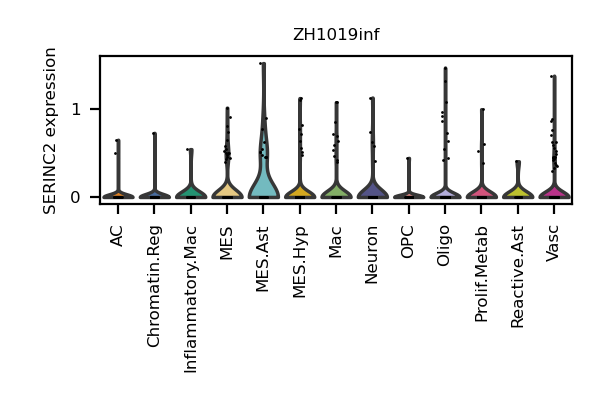 ZH1019inf
SERINC2 expression
1
0
AC
Chromatin.Reg
Inflammatory.Mac
MES
MES.Ast
MES.Hyp
Mac
Neuron
OPC
Oligo
Prolif.Metab
Reactive.Ast
Vasc